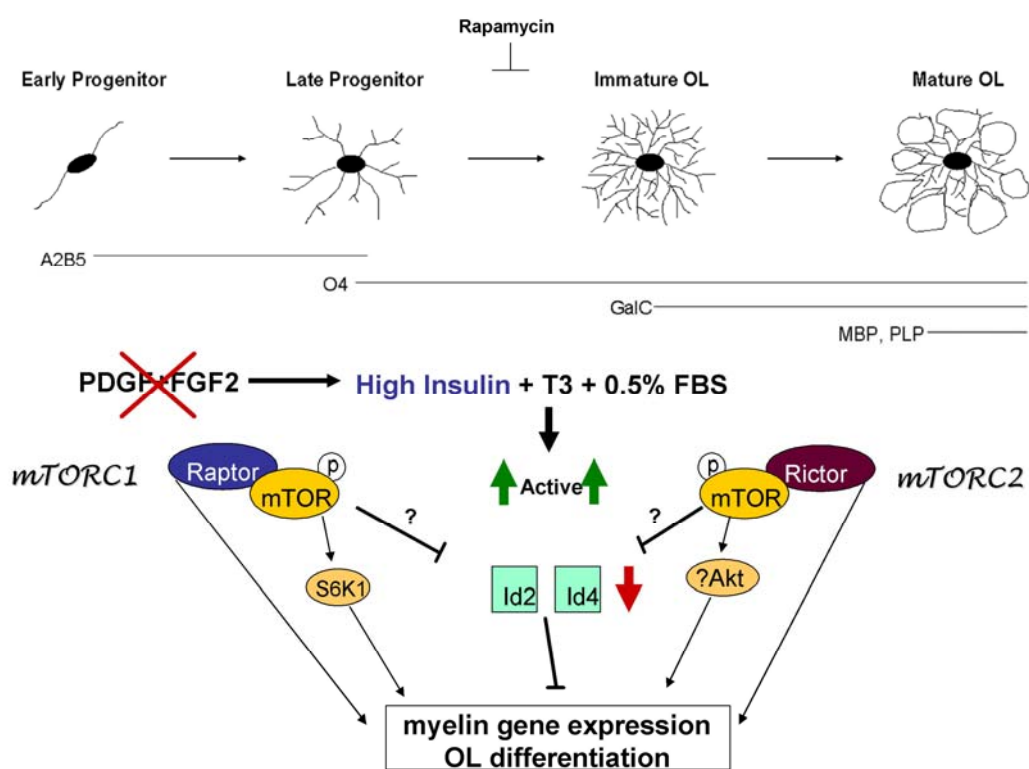 Rapamycin
Early Progenitor
Late Progenitor
Immature OL
Mature OL
A2B5
O4
GalC
MBP, PLP
PDGF+FGF2
High Insulin + T3 + 0.5% FBS
mTORC1
Raptor
p
mTOR
?
Active
?
p
mTOR
Rictor
mTORC2
S6K1
Id2
Id4
?Akt
myelin gene expression
OL differentiation